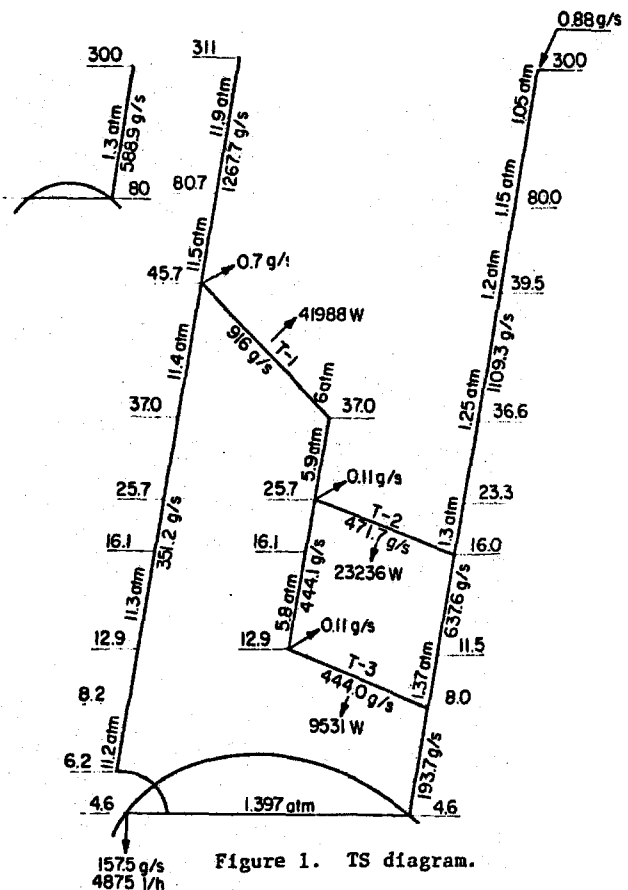 0.88 g/s
300
1.3 atm
588.9 g/s
80
311
11.9 atm
1267.7 g/s
80.7
11.5 atm
45.7
0.7 g/s
41988 W
T-1
916 g/s
6 atm
11.4 atm
37.0
37.0
5.9 atm
25.7
351.2 g/s
25.7
0.11 g/s
T-2
471.7 g/s
23236 W
16.1
16.1
444.1 g/s
5.8 atm
11.3 atm
12.9
12.9
0.11 g/s
T-3
444.0 g/s
9531 W
8.2
11.2 atm
6.2
4.6
1.397 atm
4.6
157.5 g/s
4875 l/h
300
1.05 atm
1.15 atm
80.0
1.2 atm
39.5
1109.3 g/s
1.25 atm
36.6
23.3
1.3 atm
16.0
637.6 g/s
11.5
1.37 atm
8.0
193.7 g/s
Figure 1. TS diagram.